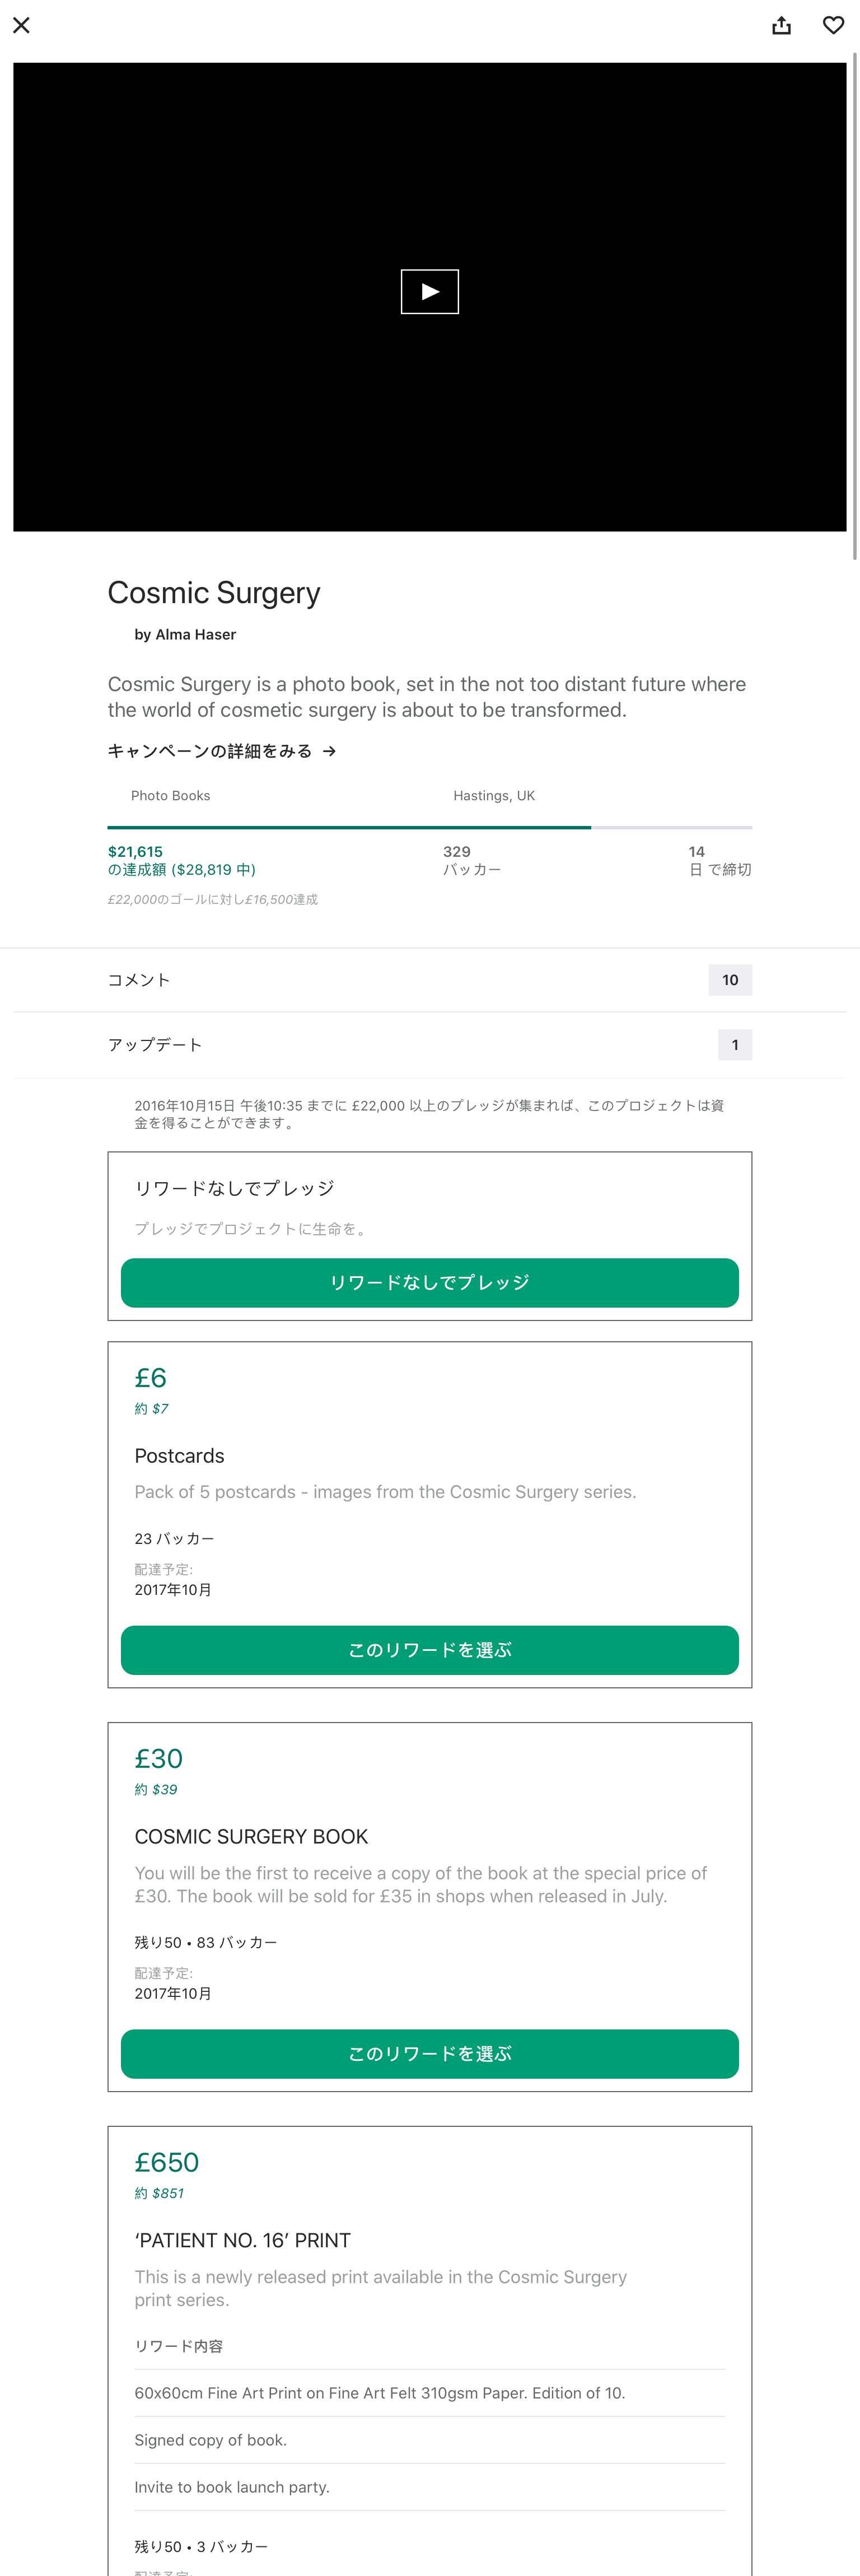 Cosmic Surgery
by Alma Haser
Cosmic Surgery is a photo book, set in the not too distant future where
the world of cosmetic surgery is about to be transformed.
キャンペーンの詳細をみる →
Photo Books
Hastings, UK
$21,615
の達成額 ($28,819 中)
329
バッカー
14
日 で締切
£22,000のゴールに対し£16,500達成
コメント
10
アップデート
1
2016年10月15日 午後10:35 までに £22,000 以上のプレッジが集まれば、このプロジェクトは資
金を得ることができます。
リワードなしでプレッジ
プレッジでプロジェクトに生命を。
リワードなしでプレッジ
£6
約 $7
Postcards
Pack of 5 postcards - images from the Cosmic Surgery series.
23 バッカー
配達予定:
2017年10月
このリワードを選ぶ
£30
約 $39
COSMIC SURGERY BOOK
You will be the first to receive a copy of the book at the special price of
£30. The book will be sold for £35 in shops when released in July.
残り50 • 83 バッカー
配達予定:
2017年10月
このリワードを選ぶ
£650
約 $851
‘PATIENT NO. 16’ PRINT
This is a newly released print available in the Cosmic Surgery
print series.
リワード内容
60x60cm Fine Art Print on Fine Art Felt 310gsm Paper. Edition of 10.
Signed copy of book.
Invite to book launch party.
残り50 • 3 バッカー